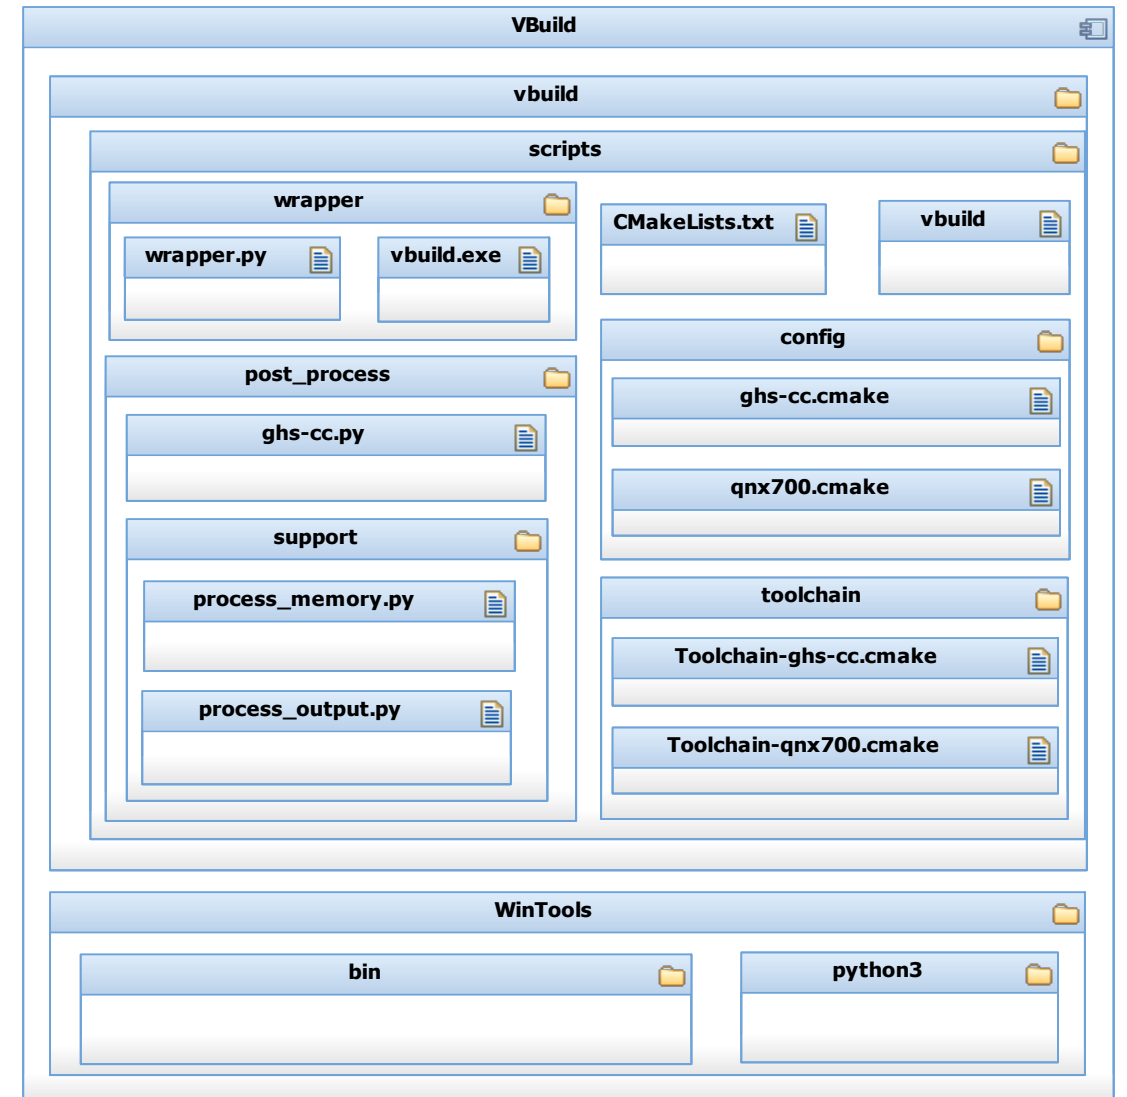 VBuild
vbuild
scripts
wrapper
wrapper.py
vbuild.exe
CMakeLists.txt
vbuild
post_process
ghs-cc.py
support
process_memory.py
process_output.py
config
ghs-cc.cmake
qnx700.cmake
toolchain
Toolchain-ghs-cc.cmake
Toolchain-qnx700.cmake
WinTools
bin
python3